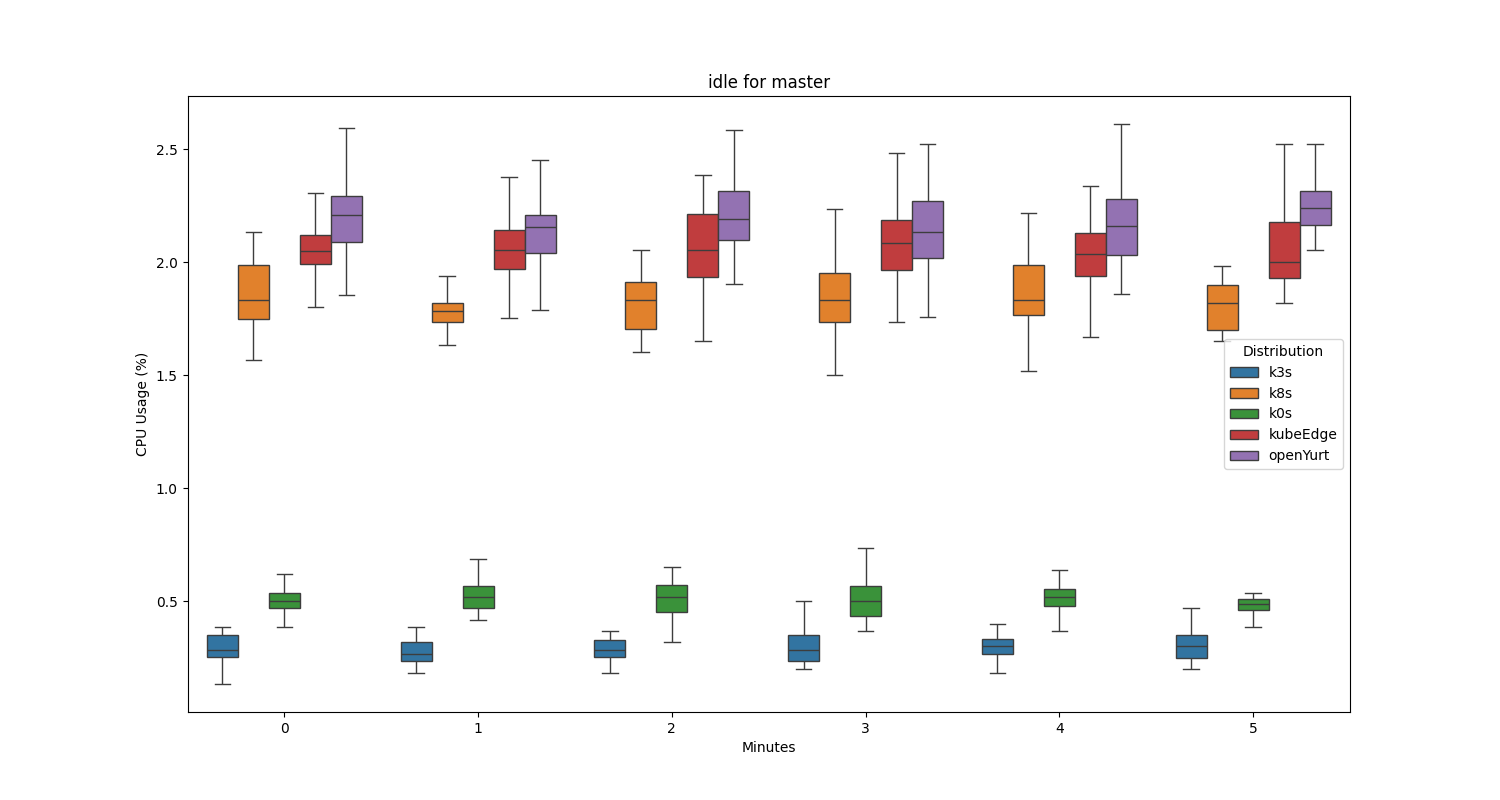 idle for master
CPU Usage (%)
2.5
2.0
1.5
1.0
0.5
Distribution
k3s
k8s
k0s
kubeEdge
openYurt
0 1 2 3 4 5
Minutes